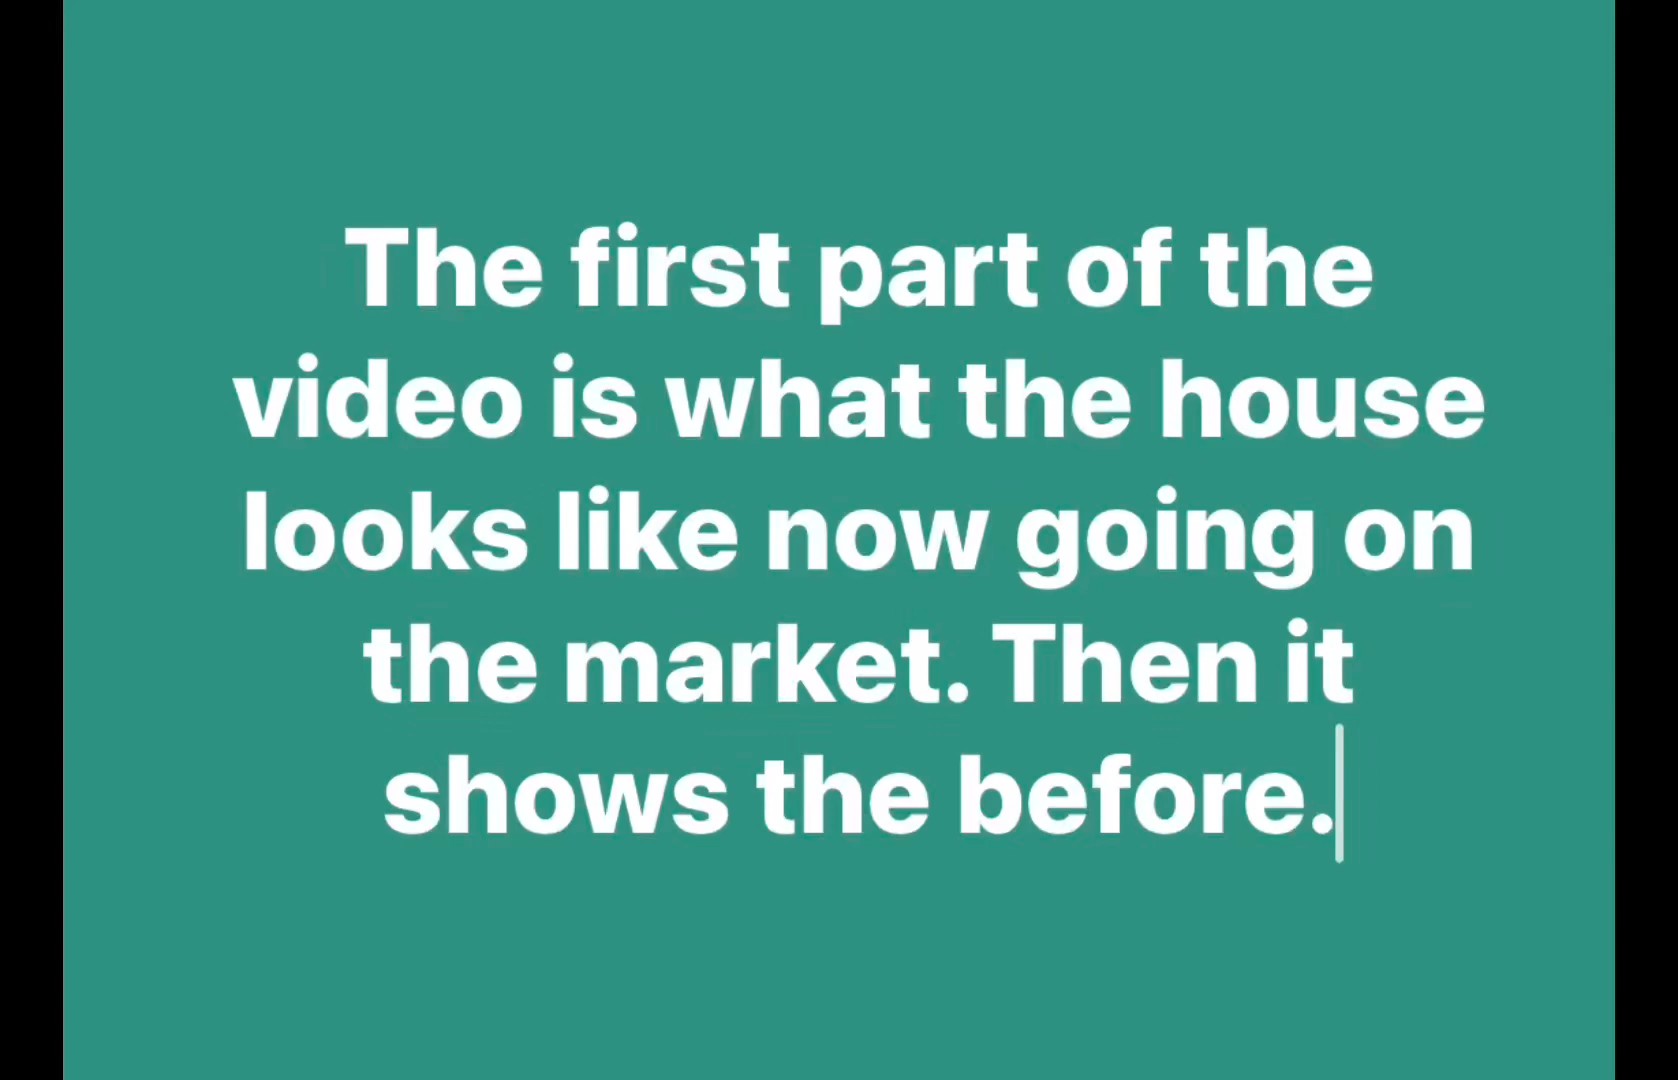 The first part of the
video is what the house
looks like now going on
the market. Then it
shows the before.